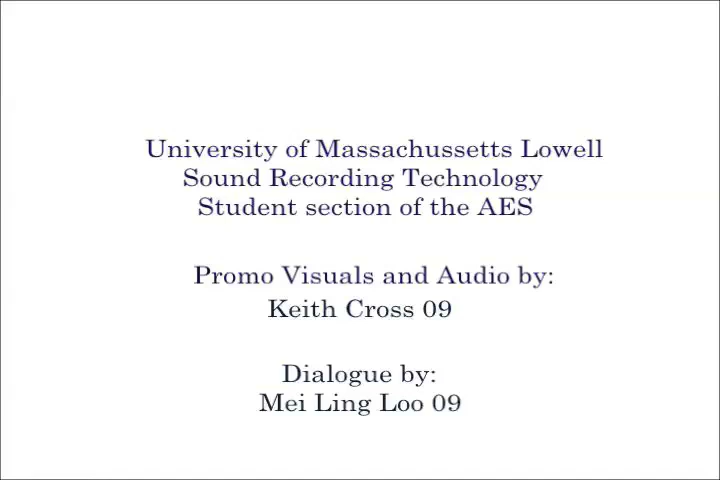 University of Massachussetts Lowell
Sound Recording Technology
Student section of the AES
Promo Visuals and Audio by:
Keith Cross 09
Dialogue by:
Mei Ling Loo 09